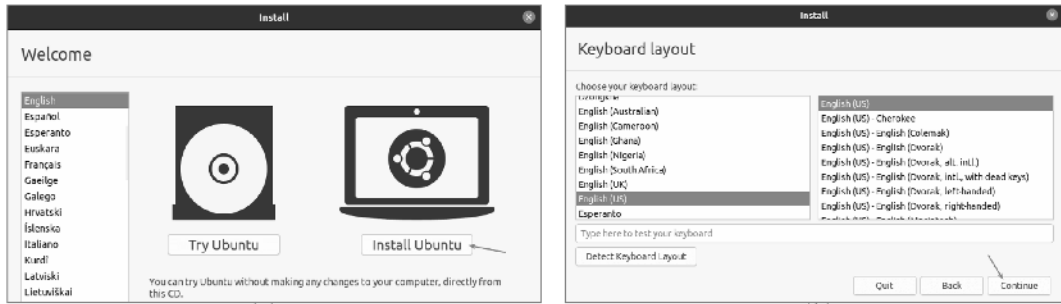 Install
Welcome
English
Español
Esperanto
Euskara
Français
Gaeilge
Galego
Hrvatski
Íslenska
Italiano
Kurdî
Latviski
Lietuviškai
Try Ubuntu
Install Ubuntu
You can try Ubuntu without making any changes to your computer, directly from
this CD.
Install
Keyboard layout
Choose your keyboard layout:
Dzongkha
English (Australian)
English (Cameroon)
English (Ghana)
English (Nigeria)
English (South Africa)
English (UK)
English (US)
Esperanto
English (US)
English (US) - Cherokee
English (US) - English (Colemak)
English (US) - English (Dvorak)
English (US) - English (Dvorak, alt. intl.)
English (US) - English (Dvorak, intl., with dead keys)
English (US) - English (Dvorak, left-handed)
English (US) - English (Dvorak, right-handed)
English (US) - English (Macintosh)
Type here to test your keyboard
Detect Keyboard Layout
Quit
Back
Continue